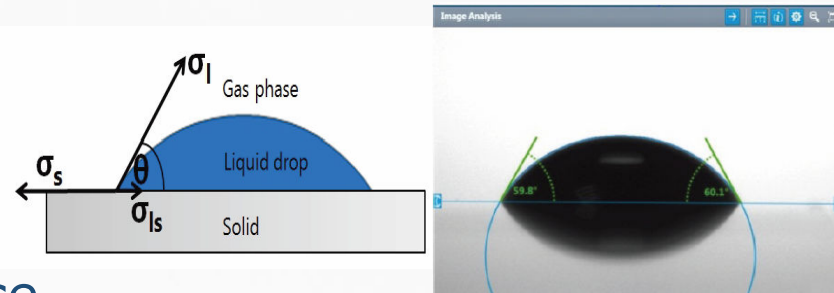 σl
Gas phase
θ
Liquid drop
σs
σls
Solid
Image Analysis
59.8°
60.1°